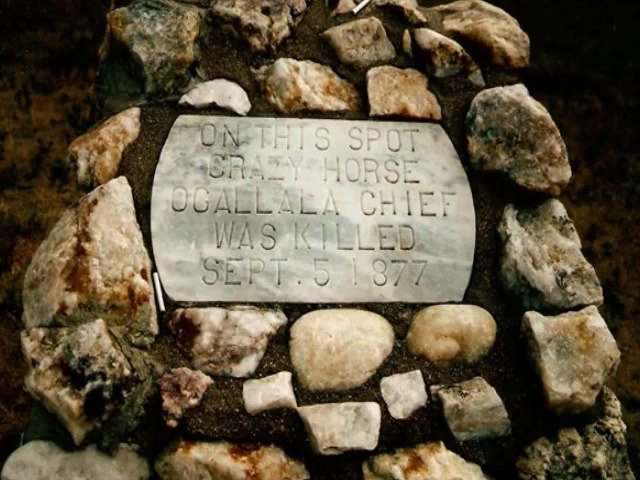 ON THIS SPOT
CRAZY HORSE
OGALLALA CHIEF
WAS KILLED
SEPT. 5 1877